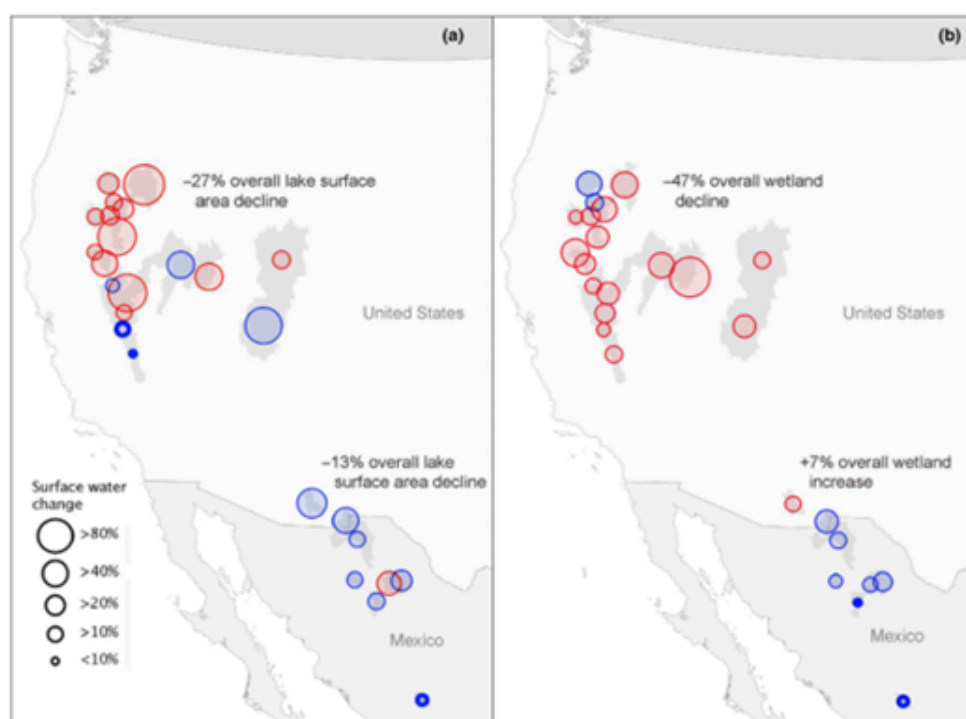 (a)
−27% overall lake surface
area decline
United States
−13% overall lake
surface area decline
Surface water
change
>80%
>40%
>20%
>10%
<10%
Mexico
(b)
−47% overall wetland
decline
United States
+7% overall wetland
increase
Mexico